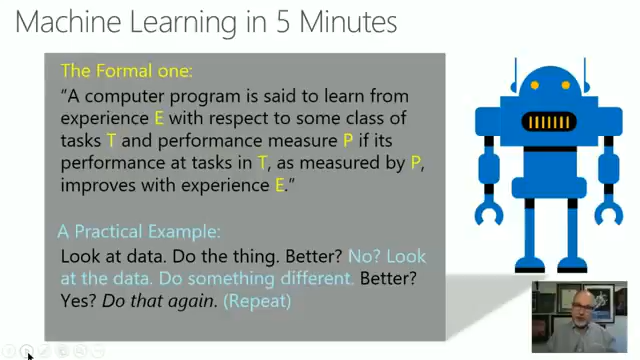 Machine Learning in 5 Minutes
The Formal one:
"A computer program is said to learn from
experience E with respect to some class of
tasks T and performance measure P if its
performance at tasks in T, as measured by P,
improves with experience E."
A Practical Example:
Look at data. Do the thing. Better? No? Look
at the data. Do something different. Better?
Yes? Do that again. (Repeat)